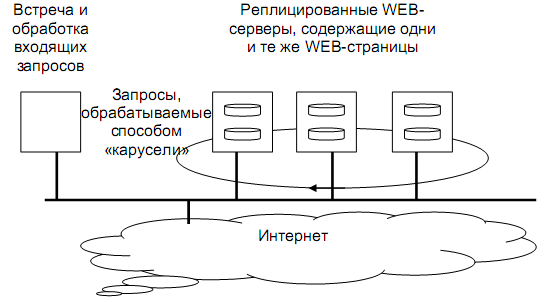 Встреча и
обработка
входящих
запросов
Реплицированные WEB-
серверы, содержащие одни
и те же WEB-страницы
Запросы,
обрабатываемые
способом
«карусели»
Интернет